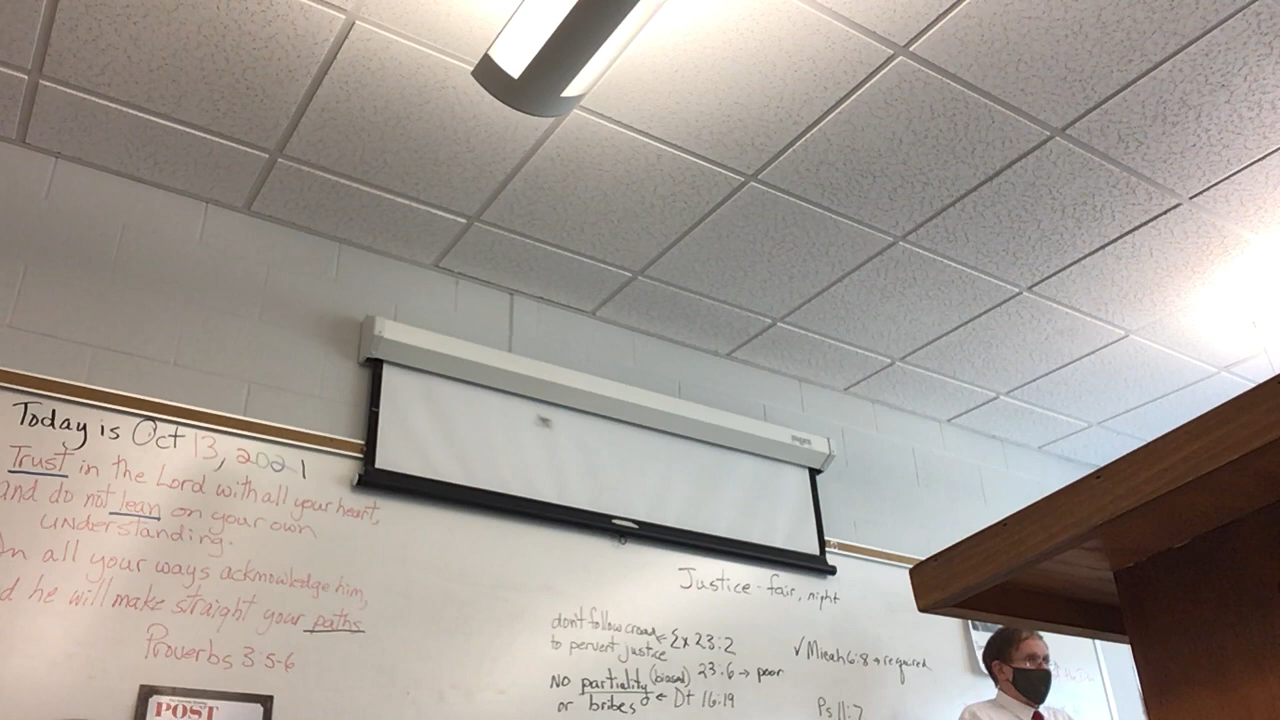 Today is Oct 13, 2021
Trust in the Lord with all your heart,
and do not lean on your own
understanding.
In all your ways acknowledge him,
d he will make straight your paths
Proverbs 3:5-6
POST
Justice - fair, right
don't follow crowd ← Ex 23:2
to pervert justice
NO partiality (biased) 23:6 → poor
or bribes ← Dt 16:19
✓ Micah 6:8 → required
Ps 11:7